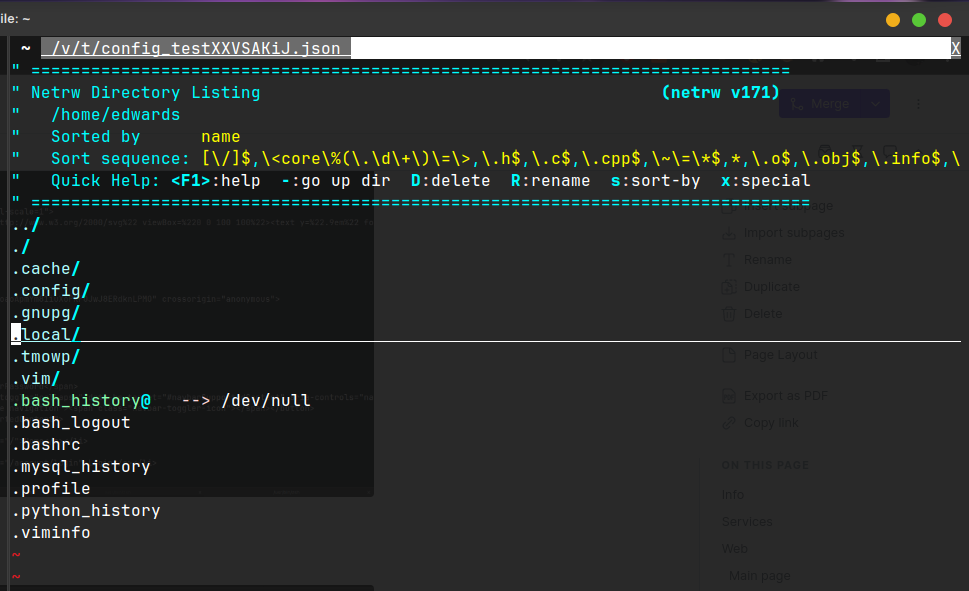 ile: ~
~ /v/t/config_testXXVSAKiJ.json X
" ============================================================================
" Netrw Directory Listing (netrw v171)
" /home/edwards
" Sorted by name
" Sort sequence: [\/]$,\<core\%(\.\d\+\)\=\>,\.h$,\.c$,\.cpp$,\~\=\*$,*,\.o$,\.obj$,\.info$,\
" Quick Help: <F1>:help -:go up dir D:delete R:rename s:sort-by x:special
" ==============================================================================
../
./
.cache/
.config/
.gnupg/
.local/
.tmowp/
.vim/
.bash_history@ --> /dev/null
.bash_logout
.bashrc
.mysql_history
.profile
.python_history
.viminfo
~
~
Merge
Import subpages
Rename
Duplicate
Delete
Page Layout
Export as PDF
Copy link
ON THIS PAGE
Info
Services
Web
Main page